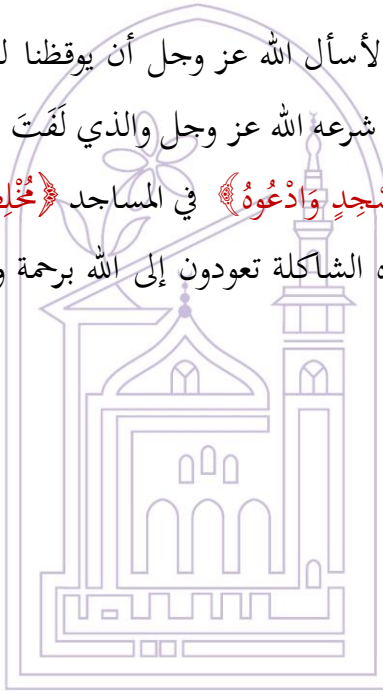 لأسأل الله عز وجل أن يوقظنا
شرعه الله عز وجل والذي لَفَتَ
وَادْعُوهُ﴾ في المساجد
الشاكلة تعودون إلى الله برحمة